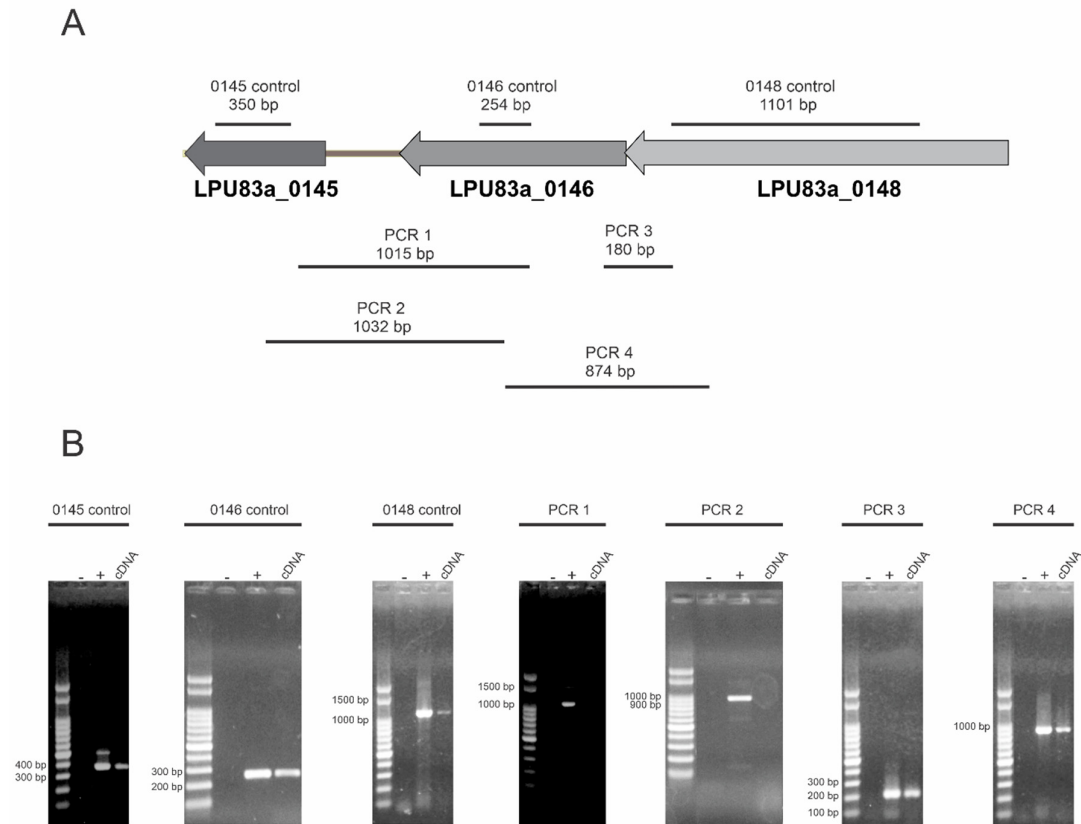 A
0145 control
350 bp
0146 control
254 bp
0148 control
1101 bp
LPU83a_0145
LPU83a_0146
LPU83a_0148
PCR 1
1015 bp
PCR 3
180 bp
PCR 2
1032 bp
PCR 4
874 bp
B
0145 control
- + cDNA
400 bp
300 bp
0146 control
- + cDNA
300 bp
200 bp
0148 control
- + cDNA
1500 bp
1000 bp
PCR 1
- + cDNA
1500 bp
1000 bp
PCR 2
- + cDNA
1000 bp
900 bp
PCR 3
- + cDNA
300 bp
200 bp
100 bp
PCR 4
- + cDNA
1000 bp